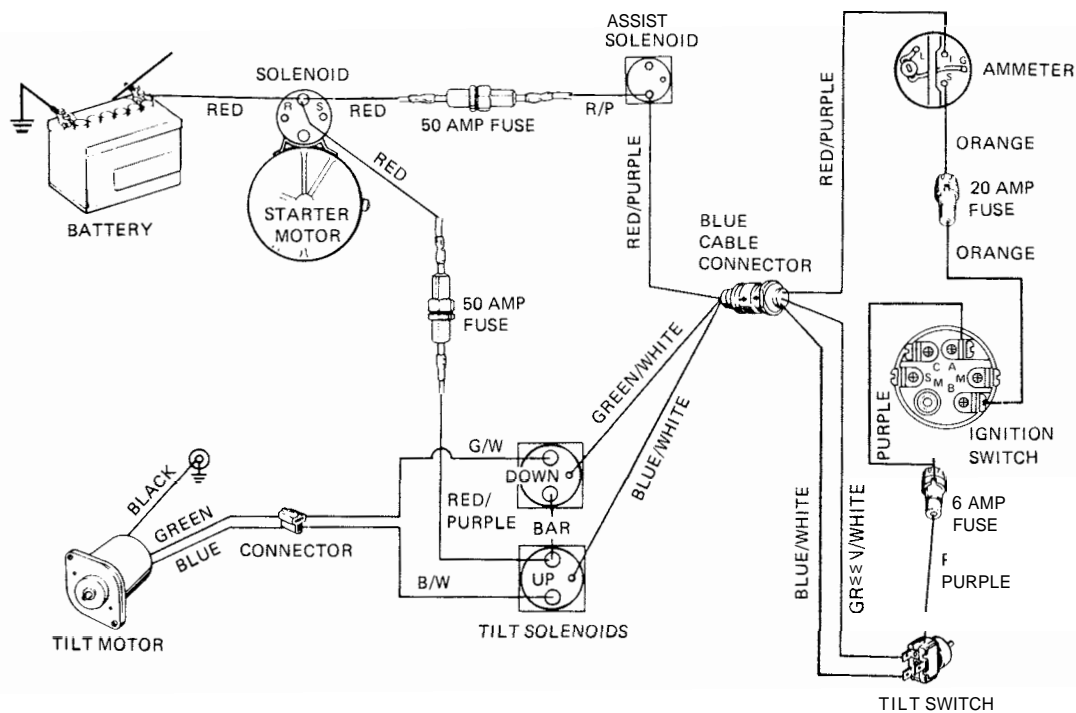 ASSIST
SOLENOID
SOLENOID
RED
R S
RED
50 AMP FUSE
R/P
RED
BATTERY
STARTER
MOTOR
RED/PURPLE
RED/PURPLE
L I G
S
AMMETER
ORANGE
20 AMP
FUSE
ORANGE
BLUE
CABLE
CONNECTOR
50 AMP
FUSE
GREEN/WHITE
BLUE/WHITE
PURPLE
C A
S M M
B
IGNITION
SWITCH
G/W
DOWN
RED/
PURPLE
BAR
UP
B/W
TILT SOLENOIDS
BLACK
GREEN
BLUE
CONNECTOR
TILT MOTOR
BLUE/WHITE
6 AMP
FUSE
PURPLE
TILT SWITCH